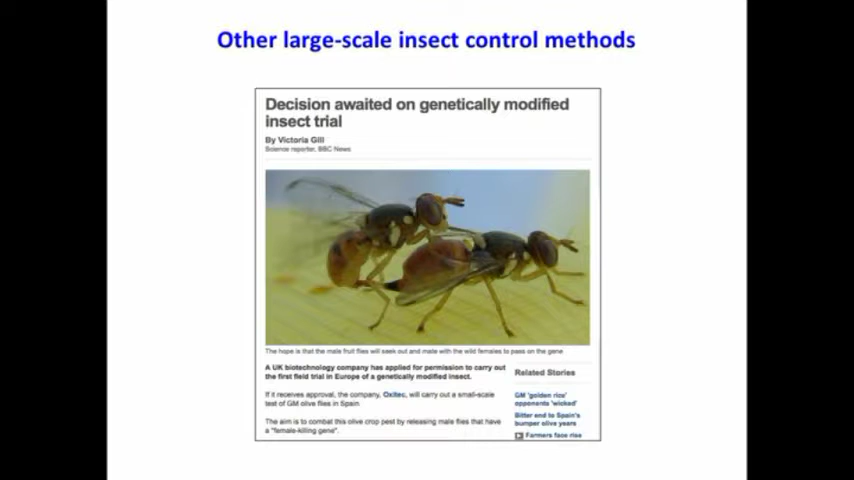 Other large-scale insect control methods
Decision awaited on genetically modified
insect trial
By Victoria Gill
Science reporter, BBC News
The hope is that the male fruit flies will seek out and mate with the wild females to pass on the gene
A UK biotechnology company has applied for permission to carry out
the first field trial in Europe of a genetically modified insect.
If it receives approval, the company, Oxitec, will carry out a small-scale
test of GM olive flies in Spain
The aim is to combat this olive crop pest by releasing male flies that have
a "female-killing gene".
Related Stories
GM 'golden rice'
opponents 'wicked'
Bitter end to Spain's
bumper olive years
Farmers face rise